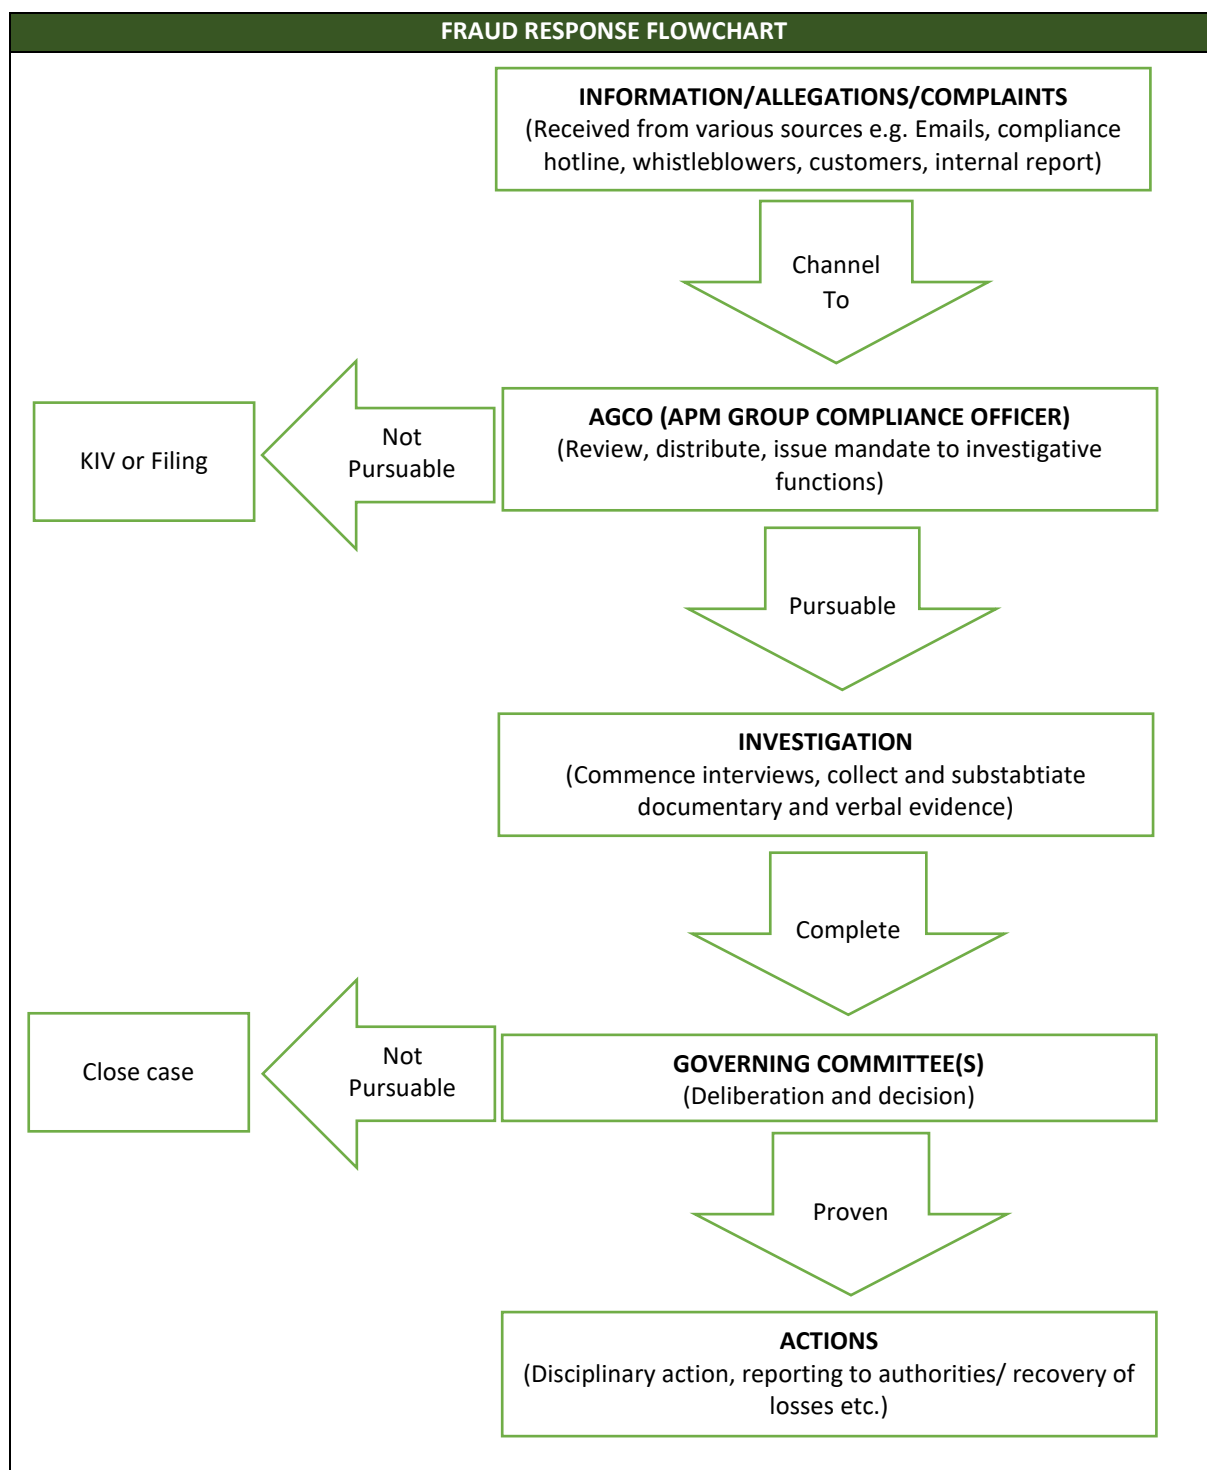 FRAUD RESPONSE FLOWCHART
INFORMATION/ALLEGATIONS/COMPLAINTS
(Received from various sources e.g. Emails, compliance
hotline, whistleblowers, customers, internal report)
Channel
To
AGCO (APM GROUP COMPLIANCE OFFICER)
(Review, distribute, issue mandate to investigative
functions)
Not
Pursuable
KIV or Filing
Pursuable
INVESTIGATION
(Commence interviews, collect and substabtiate
documentary and verbal evidence)
Complete
GOVERNING COMMITTEE(S)
(Deliberation and decision)
Not
Pursuable
Close case
Proven
ACTIONS
(Disciplinary action, reporting to authorities/ recovery of
losses etc.)